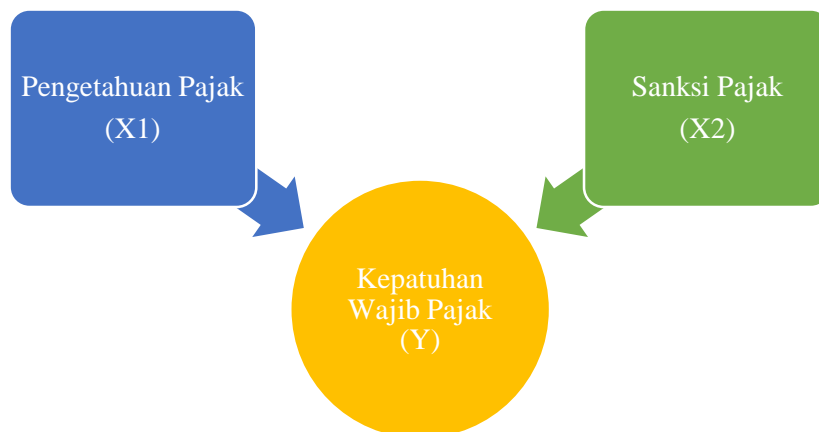 Pengetahuan Pajak
(X1)
Sanksi Pajak
(X2)
Kepatuhan
Wajib Pajak
(Y)